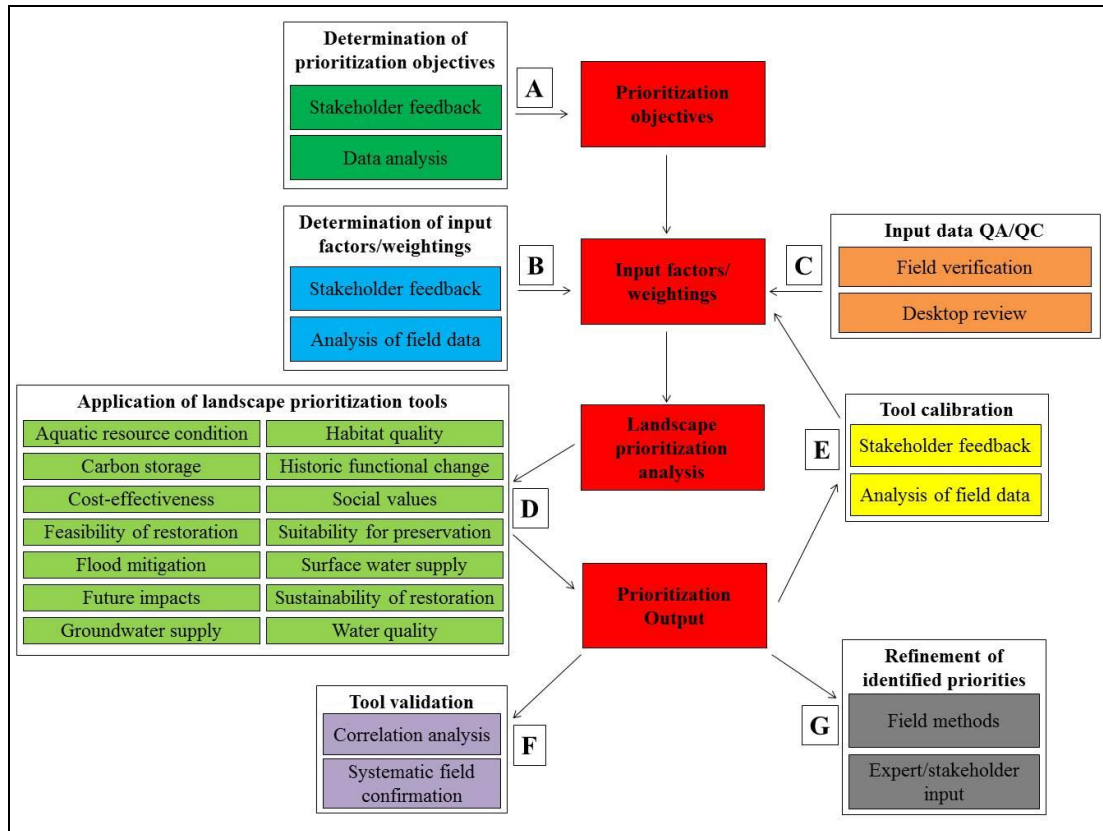 Determination of
prioritization objectives
Stakeholder feedback
Data analysis
A
Prioritization
objectives
Determination of input
factors/weightings
Stakeholder feedback
Analysis of field data
B
Input factors/
weightings
C
Input data QA/QC
Field verification
Desktop review
Application of landscape prioritization tools
Aquatic resource condition
Habitat quality
Carbon storage
Historic functional change
Cost-effectiveness
Social values
Feasibility of restoration
Suitability for preservation
Flood mitigation
Surface water supply
Future impacts
Sustainability of restoration
Groundwater supply
Water quality
D
Landscape
prioritization
analysis
E
Tool calibration
Stakeholder feedback
Analysis of field data
Prioritization
Output
Tool validation
Correlation analysis
Systematic field
confirmation
F
G
Refinement of
identified priorities
Field methods
Expert/stakeholder
input